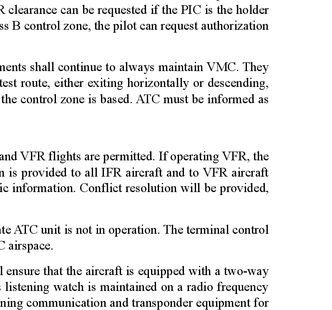 R clearance can be requested if the PIC is the holder
ss B control zone, the pilot can request authorization
ments shall continue to always maintain VMC. They
test route, either exiting horizontally or descending,
the control zone is based. ATC must be informed as
and VFR flights are permitted. If operating VFR, the
n is provided to all IFR aircraft and to VFR aircraft
ic information. Conflict resolution will be provided,
te ATC unit is not in operation. The terminal control
C airspace.
l ensure that the aircraft is equipped with a two-way
listening watch is maintained on a radio frequency
ning communication and transponder equipment for